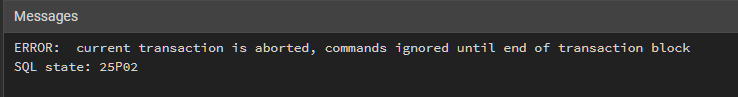 Messages
ERROR:  current transaction is aborted, commands ignored until end of transaction block
SQL state: 25P02